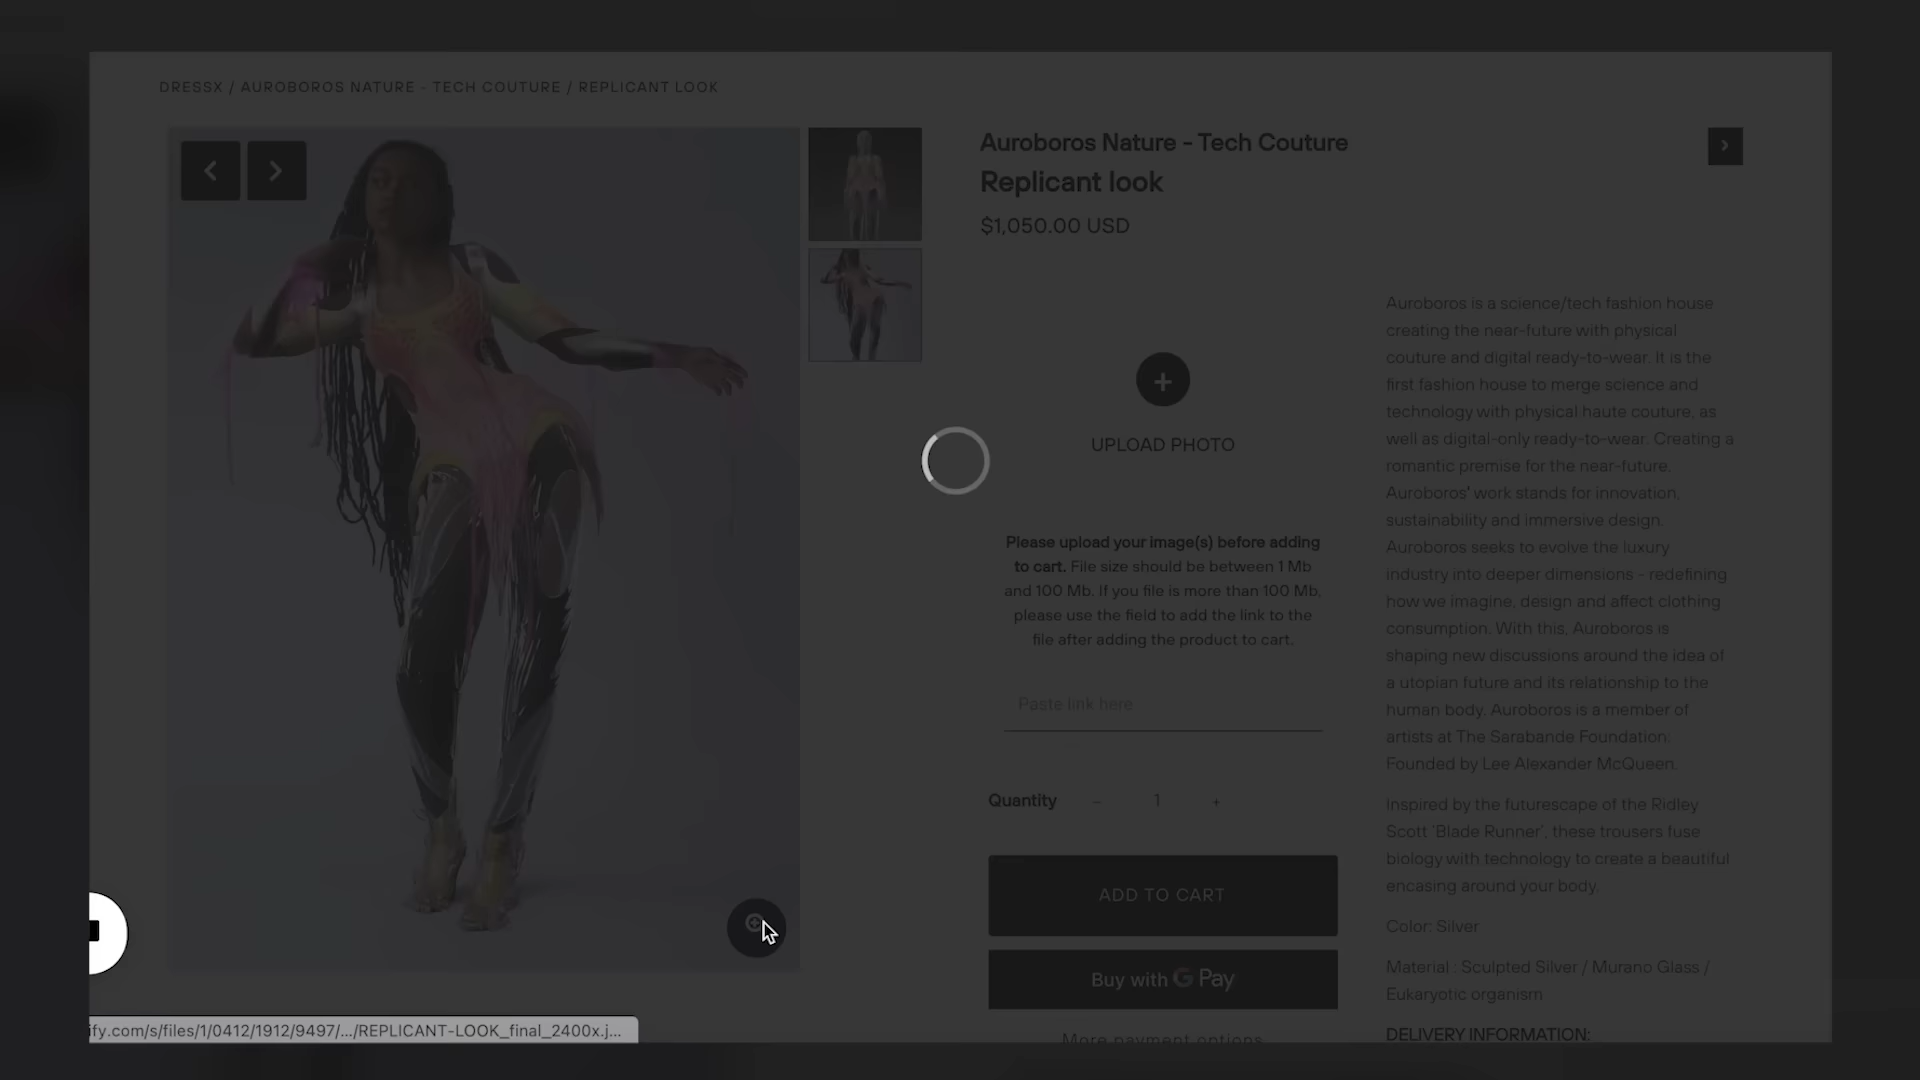 DRESSX / AUROBOROS NATURE - TECH COUTURE / REPLICANT LOOK
Auroboros Nature - Tech Couture
Replicant look
$1,050.00 USD
UPLOAD PHOTO
Please upload your image(s) before adding
to cart. File size should be between 1 Mb
and 100 Mb. If you file is more than 100 Mb,
please use the field to add the link to the
file after adding the product to cart.
Paste link here
Quantity - 1 +
ADD TO CART
Buy with G Pay
More payment options
Auroboros is a science/tech fashion house
creating the near-future with physical
couture and digital ready-to-wear. It is the
first fashion house to merge science and
technology with physical haute couture, as
well as digital-only ready-to-wear. Creating a
romantic premise for the near-future.
Auroboros' work stands for innovation,
sustainability and immersive design.
Auroboros seeks to evolve the luxury
industry into deeper dimensions - redefining
how we imagine, design and affect clothing
consumption. With this, Auroboros is
shaping new discussions around the idea of
a utopian future and its relationship to the
human body. Auroboros is a member of
artists at The Sarabande Foundation:
Founded by Lee Alexander McQueen.
Inspired by the futurescape of the Ridley
Scott 'Blade Runner', these trousers fuse
biology with technology to create a beautiful
encasing around your body.
Color: Silver
Material : Sculpted Silver / Murano Glass /
Eukaryotic organism
DELIVERY INFORMATION:
ify.com/s/files/1/0412/1912/9497/.../REPLICANT-LOOK_final_2400x.j...